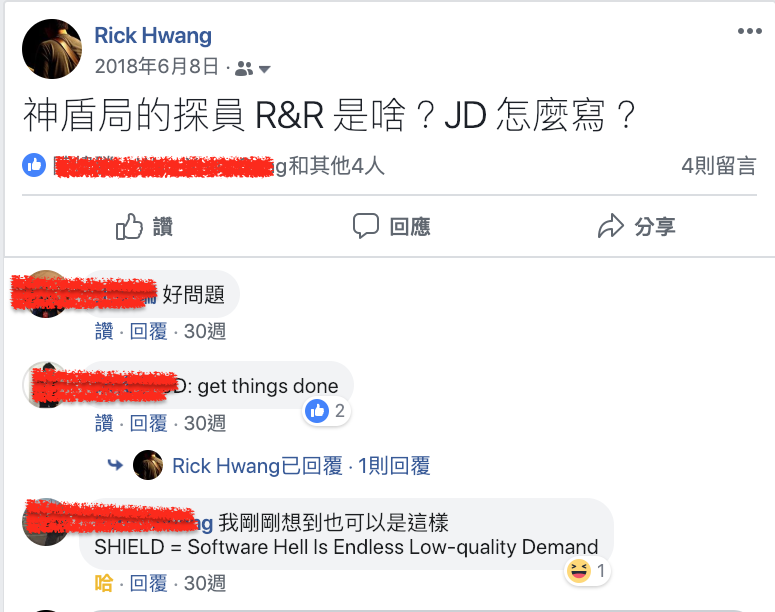 Rick Hwang
2018年6月8日 ·
神盾局的探員 R&R 是啥？JD 怎麼寫？
g和其他4人
4則留言
讚
回應
分享
好問題
讚 · 回覆 · 30週
D: get things done
2
讚 · 回覆 · 30週
Rick Hwang已回覆 · 1則回覆
ng 我剛剛想到也可以是這樣
SHIELD = Software Hell Is Endless Low-quality Demand
1
哈 · 回覆 · 30週